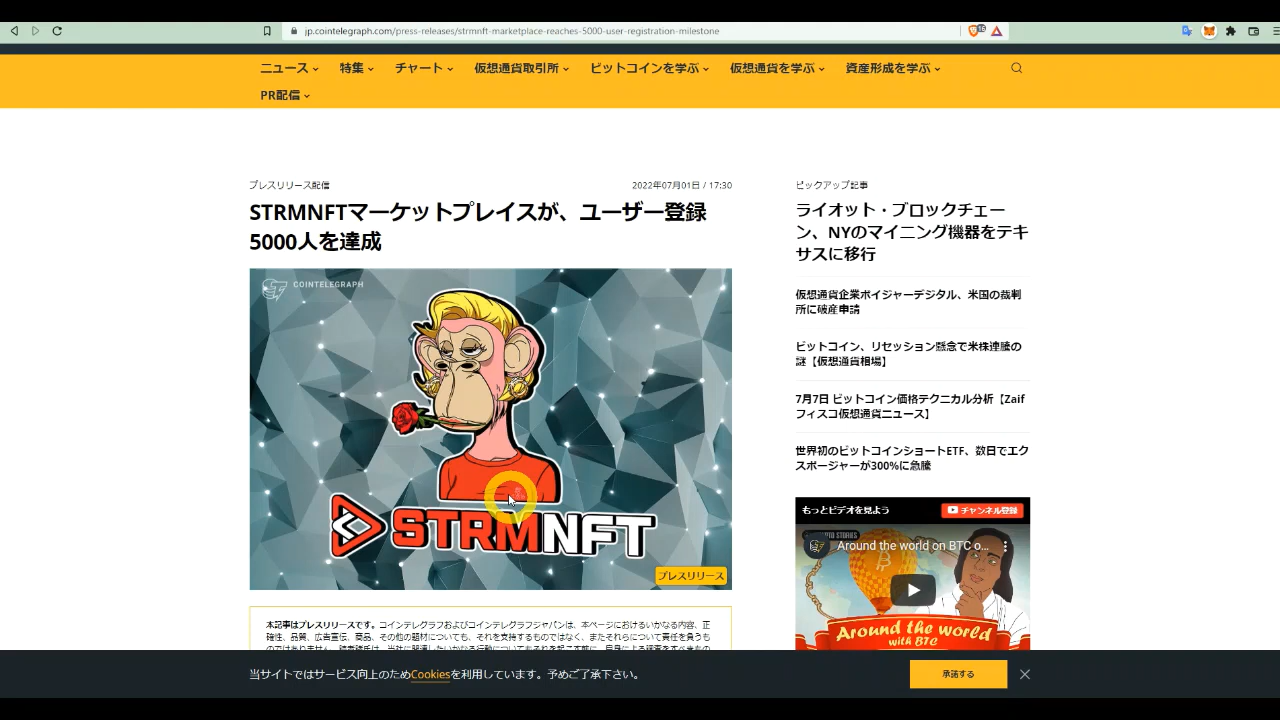 jp.cointelegraph.com/press-releases/strmnft-marketplace-reaches-5000-user-registration-milestone
ニュース
特集
チャート
仮想通貨取引所
ビットコインを学ぶ
仮想通貨を学ぶ
資産形成を学ぶ
PR配信
プレスリリース配信
2022年07月01日 / 17:30
STRMNFTマーケットプレイスが、ユーザー登録
5000人を達成
COINTELEGRAPH
STRMNFT
プレスリリース
本記事はプレスリリースです。コインテレグラフおよびコインテレグラフジャパンは、本ページにおけるいかなる内容、正
確性、品質、広告宣伝、商品、その他の題材についても、それを支持するものではなく、またそれらについて責任を負うも
ピックアップ記事
ライオット・ブロックチェー
ン、NYのマイニング機器をテキ
サスに移行
仮想通貨企業ボイジャーデジタル、米国の裁判
所に破産申請
ビットコイン、リセッション懸念で米株連騰の
謎【仮想通貨相場】
7月7日 ビットコイン価格テクニカル分析【Zaif
フィスコ仮想通貨ニュース】
世界初のビットコインショートETF、数日でエク
スポージャーが300%に急騰
もっとビデオを見よう
チャンネル登録
Around the world on BTC o...
Around the world
with BTC
当サイトではサービス向上のためCookiesを利用しています。予めご了承下さい。
承諾する